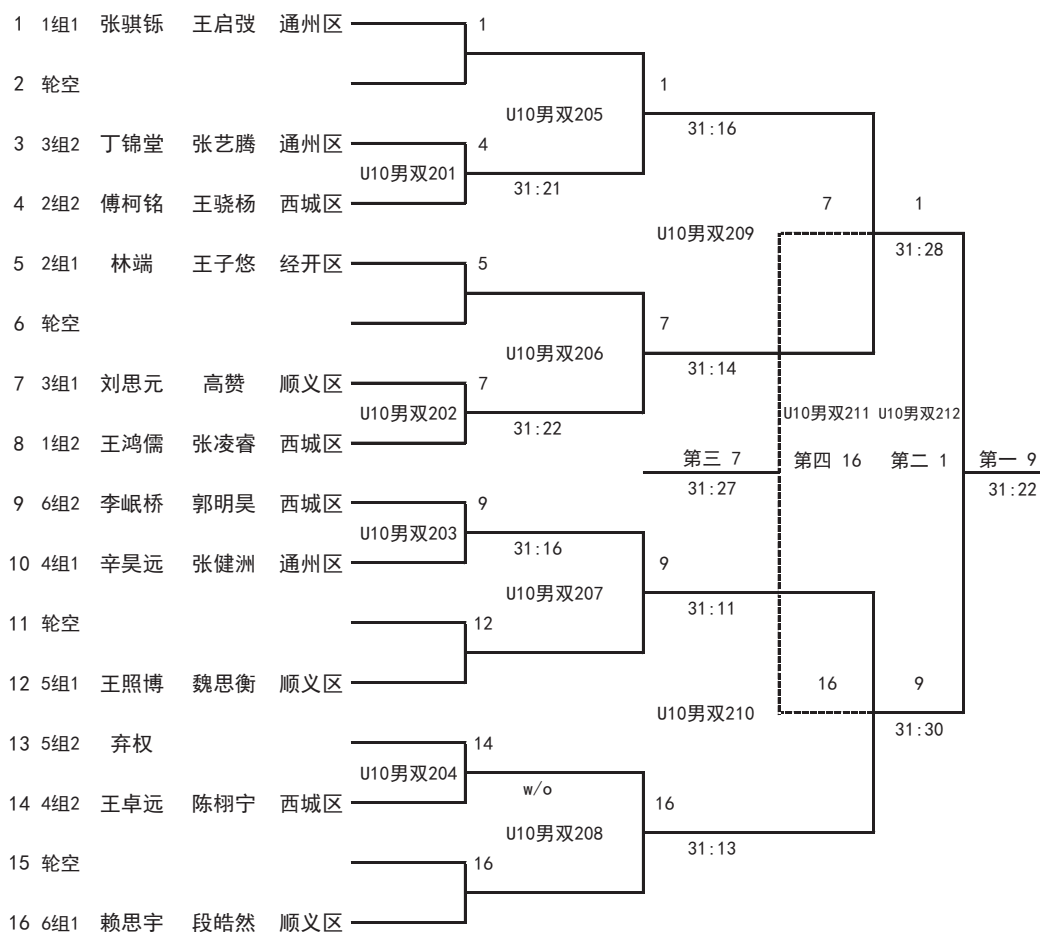 1 1组1 张骐铄 王启弢 通州区
1
2 轮空
1
U10男双205
31:16
3 3组2 丁锦堂 张艺腾 通州区
4
U10男双201
31:21
4 2组2 傅柯铭 王骁杨 西城区
7 1
U10男双209
31:28
5 2组1 林端 王子悠 经开区
5
6 轮空
7
U10男双206
31:14
7 3组1 刘思元 高赞 顺义区
7
U10男双202
U10男双211 U10男双212
31:22
8 1组2 王鸿儒 张凌睿 西城区
第三 7 第四 16 第二 1 第一 9
31:27 31:22
9 6组2 李岷桥 郭明昊 西城区
9
U10男双203
31:16
10 4组1 辛昊远 张健洲 通州区
9
U10男双207
31:11
11 轮空
12
12 5组1 王照博 魏思衡 顺义区
16 9
U10男双210
31:30
13 5组2 弃权
14
U10男双204
w/o
14 4组2 王卓远 陈栩宁 西城区
16
U10男双208
31:13
15 轮空
16
16 6组1 赖思宇 段皓然 顺义区